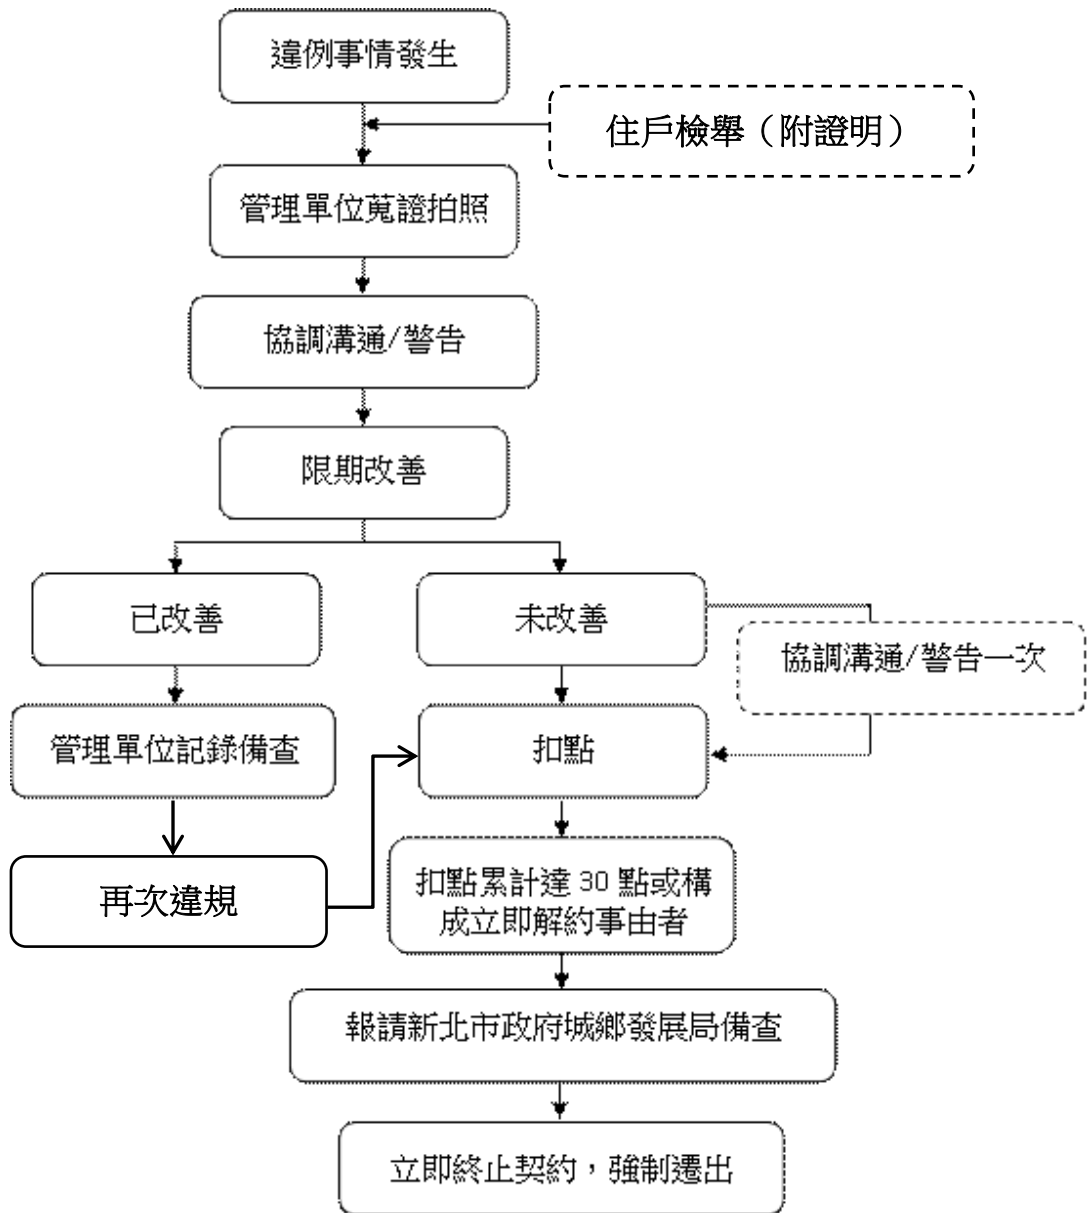 違例事情發生
住戶檢舉（附證明）
管理單位蒐證拍照
協調溝通/警告
限期改善
已改善
未改善
協調溝通/警告一次
管理單位記錄備查
扣點
再次違規
扣點累計達 30 點或構
成立即解約事由者
報請新北市政府城鄉發展局備查
立即終止契約，強制遷出